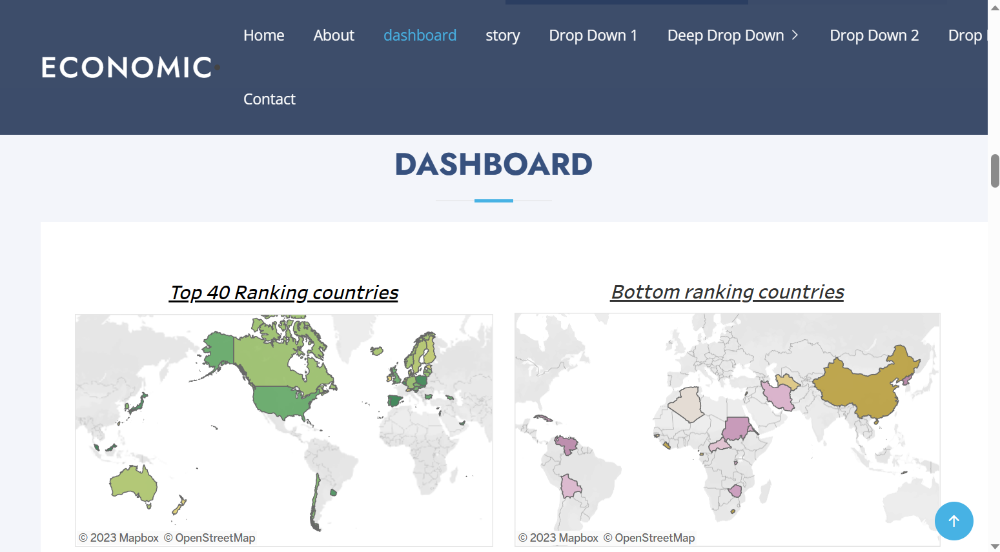 Home About dashboard story Drop Down 1 Deep Drop Down Drop Down 2 Drop
ECONOMIC
Contact
DASHBOARD
Top 40 Ranking countries
Bottom ranking countries
© 2023 Mapbox © OpenStreetMap
© 2023 Mapbox © OpenStreetMap